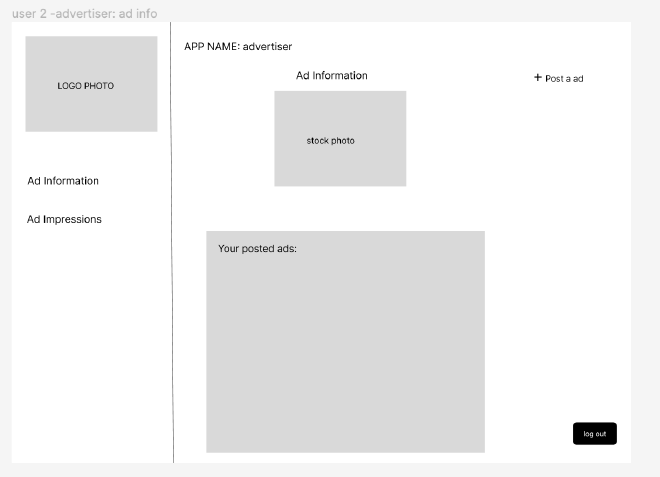 user 2 -advertiser: ad info
LOGO PHOTO
Ad Information
Ad Impressions
APP NAME: advertiser
Ad Information
+ Post a ad
stock photo
Your posted ads:
log out